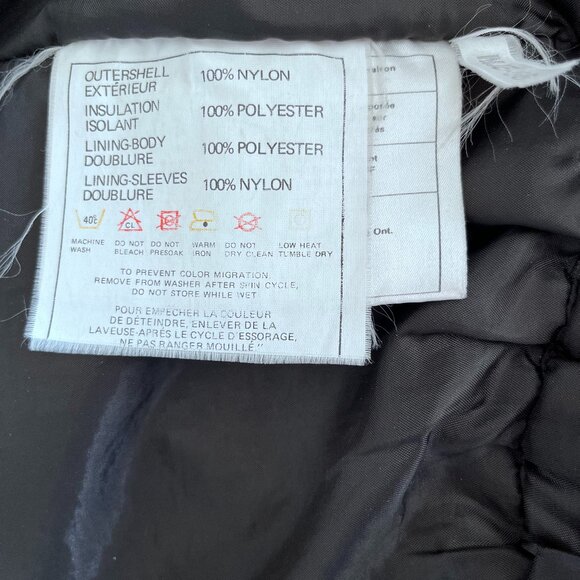 OUTERSHELL 100% NYLON
EXTÉRIEUR
INSULATION 100% POLYESTER
ISOLANT
LINING-BODY 100% POLYESTER
DOUBLURE
LINING-SLEEVES 100% NYLON
DOUBLURE
40c CL
MACHINE WASH DO NOT BLEACH DO NOT PRESOAK WARM IRON DO NOT DRY CLEAN LOW HEAT TUMBLE DRY
TO PREVENT COLOR MIGRATION
REMOVE FROM WASHER AFTER SPIN CYCLE,
DO NOT STORE WHILE WET
POUR EMPECHER LA COULEUR
DE DÉTEINDRE, ENLEVER DE LA
LAVEUSE-APRÉS LE CYCLE D'ESSORAGE,
NE PAS RANGER MOUILLÉ"
Ont.